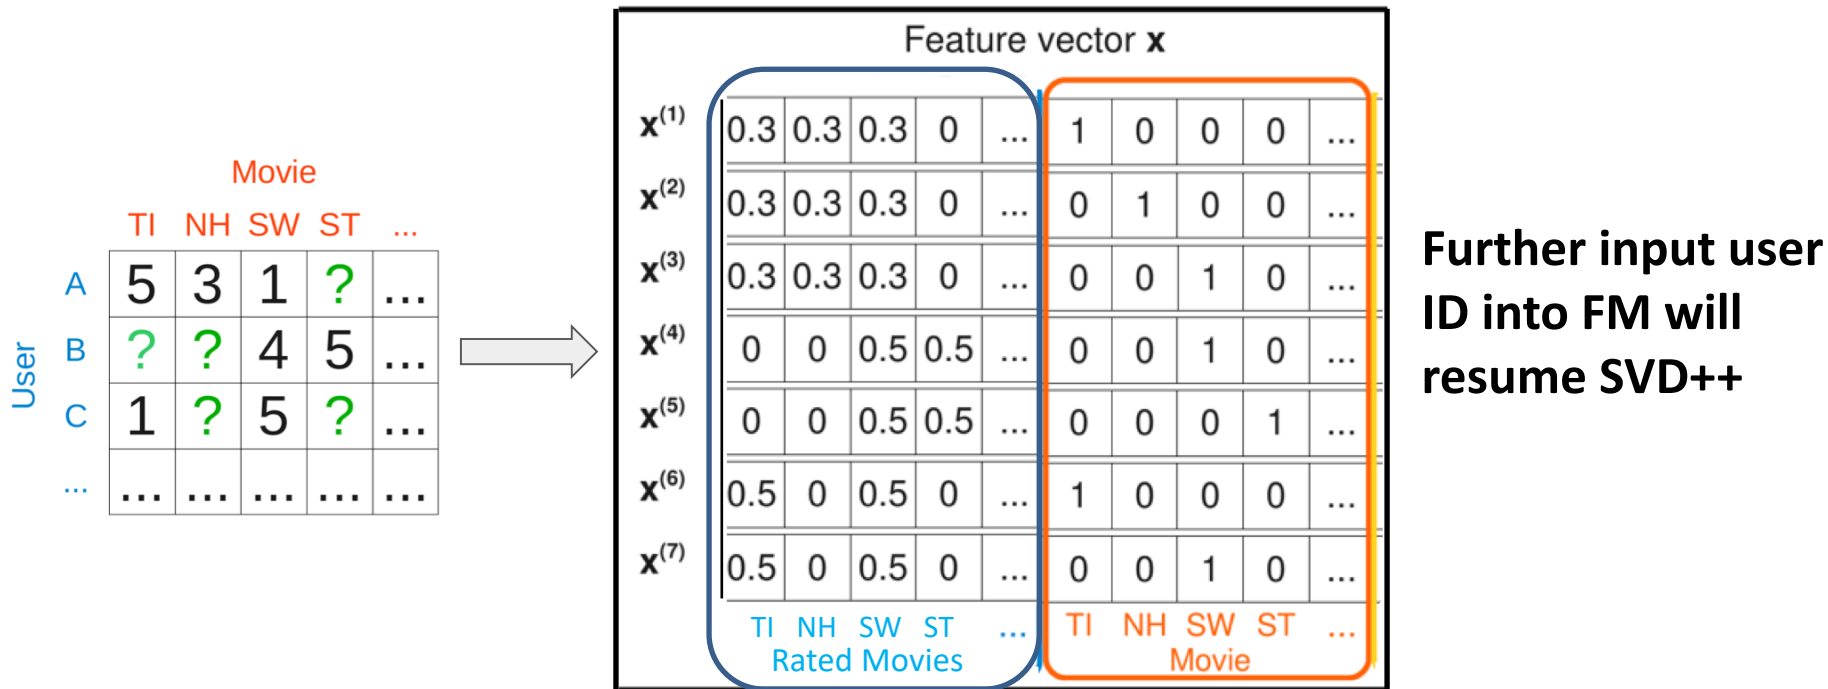 Movie
TI NH SW ST ...
User
A 5 3 1 ? ...
B ? ? 4 5 ...
C 1 ? 5 ? ...
... ... ... ... ... ...
Feature vector x
x(1) 0.3 0.3 0.3 0 ... 1 0 0 0 ...
x(2) 0.3 0.3 0.3 0 ... 0 1 0 0 ...
x(3) 0.3 0.3 0.3 0 ... 0 0 1 0 ...
x(4) 0 0 0.5 0.5 ... 0 0 1 0 ...
x(5) 0 0 0.5 0.5 ... 0 0 0 1 ...
x(6) 0.5 0 0.5 0 ... 1 0 0 0 ...
x(7) 0.5 0 0.5 0 ... 0 0 1 0 ...
TI NH SW ST ... TI NH SW ST ...
Rated Movies Movie
Further input user
ID into FM will
resume SVD++